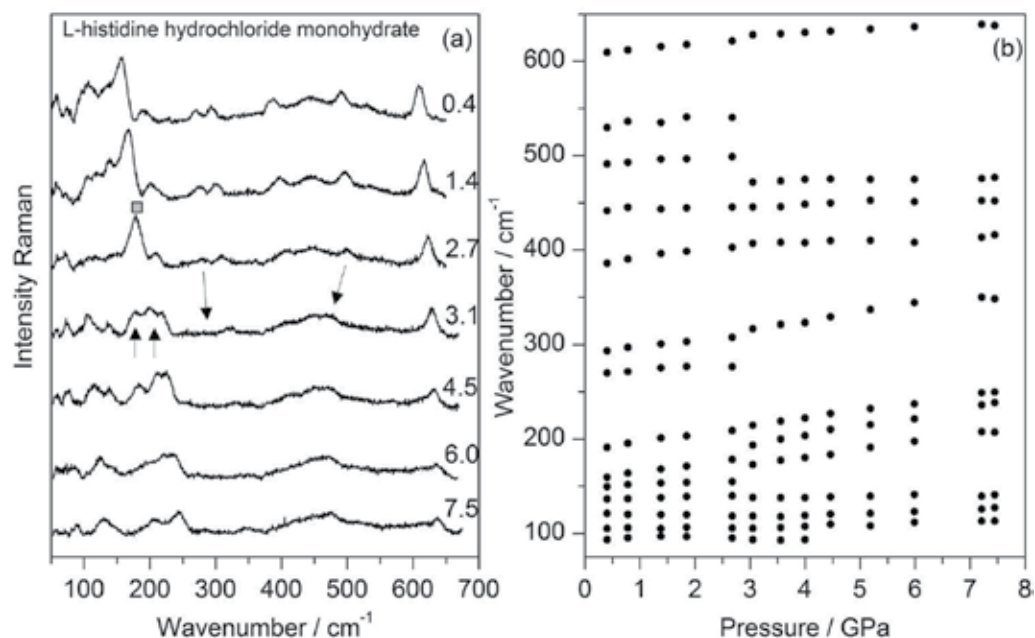 L-histidine hydrochloride monohydrate (a)
0.4
1.4
2.7
3.1
4.5
6.0
7.5
Intensity Raman
100 200 300 400 500 600 700
Wavenumber / cm-1
(b)
600
500
400
300
200
100
Wavenumber / cm-1
0 1 2 3 4 5 6 7 8
Pressure / GPa